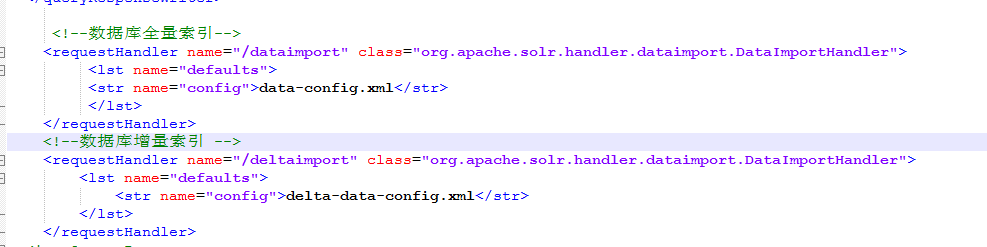 <!--数据库全量索引-->
<requestHandler name="/dataimport" class="org.apache.solr.handler.dataimport.DataImportHandler">
<lst name="defaults">
<str name="config">data-config.xml</str>
</lst>
</requestHandler>
<!--数据库增量索引 -->
<requestHandler name="/deltaimport" class="org.apache.solr.handler.dataimport.DataImportHandler">
<lst name="defaults">
<str name="config">delta-data-config.xml</str>
</lst>
</requestHandler>